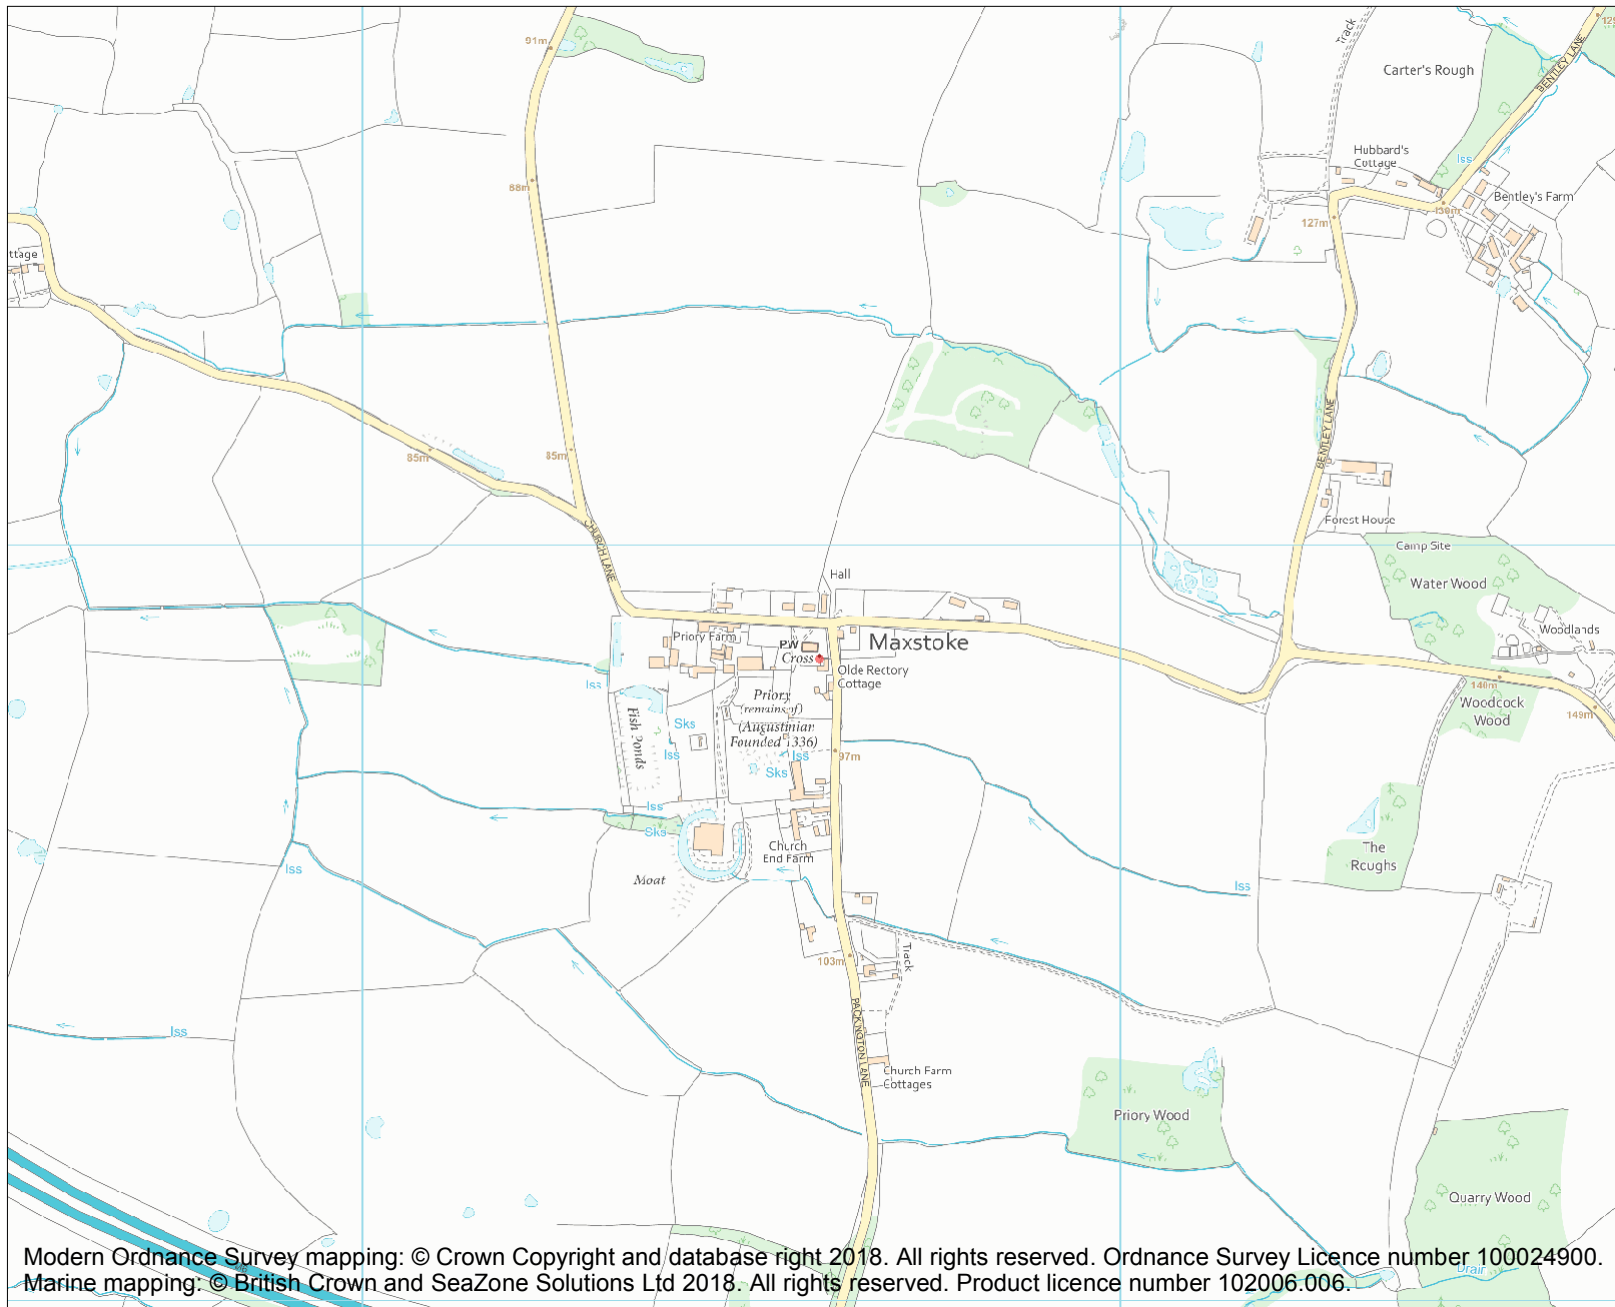 91m
Track
BENTLEY LANE
Carter's Rough
Hubbard's
Cottage
Iss
88m
Bentley's Farm
127m
130m
ttage
BENTLEY LANE
85m
85m
Forest House
CHURCH LANE
Camp Site
Water Wood
Hall
Priory Farm
PW
Cross
Maxstoke
Woodlands
Olde Rectory
Cottage
Iss
140m
Priory
(remains of)
(Augustinian
Founded 1336)
Woodcock
Wood
149m
Fish Ponds
Sks
Iss
Iss
Sks
97m
Iss
Sks
Church
End Farm
The
Roughs
Moat
Iss
Iss
Track
103m
PACKINGTON LANE
Iss
Church Farm
Cottages
Priory Wood
Quarry Wood
Modern Ordnance Survey mapping: © Crown Copyright and database right 2018. All rights reserved. Ordnance Survey Licence number 100024900.
Marine mapping: © British Crown and SeaZone Solutions Ltd 2018. All rights reserved. Product licence number 102006.006.
Drain